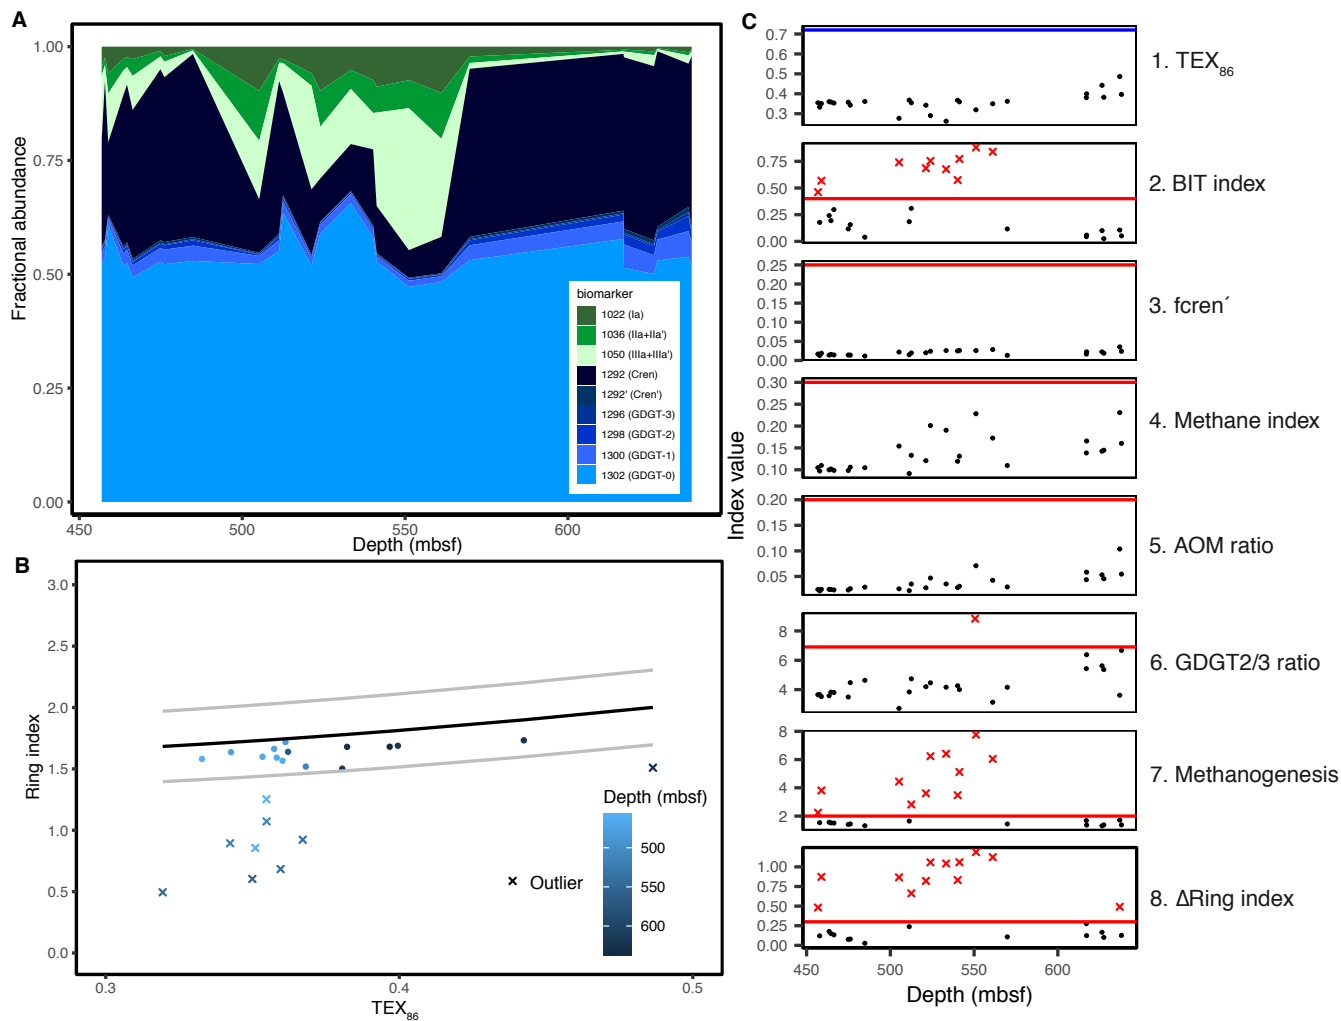 A
Fractional abundance
1.00
0.75
0.50
0.25
0.00
450
500
550
600
Depth (mbsf)
biomarker
1022 (Ia)
1036 (IIa+IIa')
1050 (IIIa+IIIa')
1292 (Cren)
1292' (Cren')
1296 (GDGT-3)
1298 (GDGT-2)
1300 (GDGT-1)
1302 (GDGT-0)
B
Ring index
3.0
2.5
2.0
1.5
1.0
0.5
0.0
0.3
0.4
0.5
TEX86
Outlier
Depth (mbsf)
500
550
600
C
Index value
0.7
0.6
0.5
0.4
0.3
1. TEX86
0.75
0.50
0.25
0.00
2. BIT index
0.25
0.20
0.15
0.10
0.05
0.00
3. fcren´
0.30
0.25
0.20
0.15
0.10
4. Methane index
0.20
0.15
0.10
0.05
5. AOM ratio
8
6
4
6. GDGT2/3 ratio
8
6
4
2
7. Methanogenesis
1.00
0.75
0.50
0.25
0.00
8. ΔRing index
450
500
550
600
Depth (mbsf)